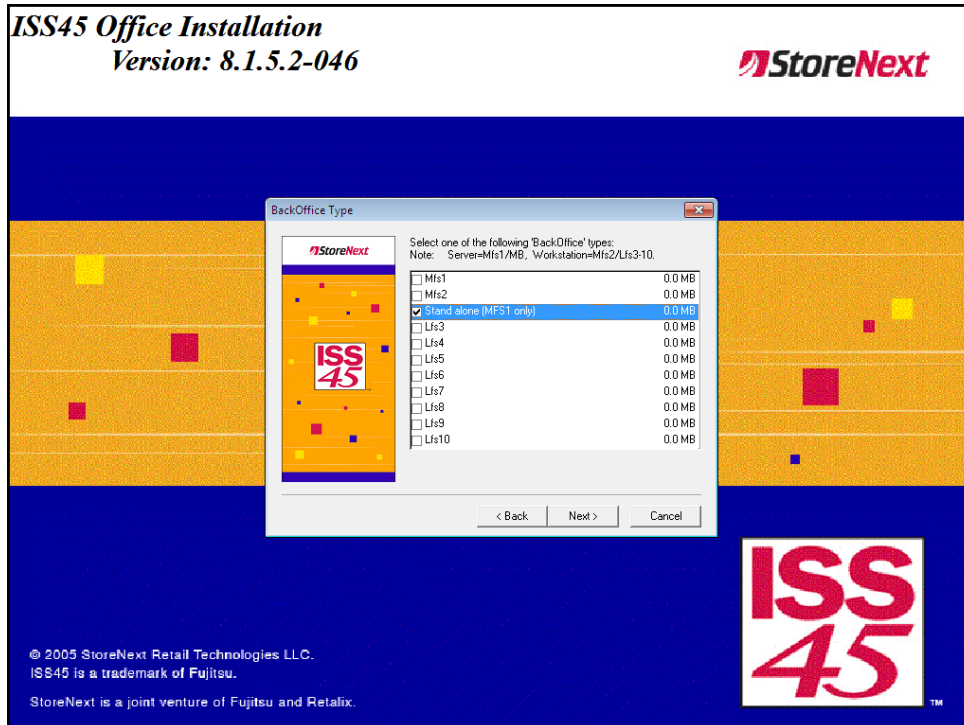 ISS45 Office Installation
Version: 8.1.5.2-046
StoreNext
BackOffice Type
StoreNext
Select one of the following 'BackOffice' types:
Note: Server=Mfs1/MB, Workstation=Mfs2/Lfs3-10.
Mfs1 0.0 MB
Mfs2 0.0 MB
Stand alone (MFS1 only) 0.0 MB
Lfs3 0.0 MB
Lfs4 0.0 MB
Lfs5 0.0 MB
Lfs6 0.0 MB
Lfs7 0.0 MB
Lfs8 0.0 MB
Lfs9 0.0 MB
Lfs10 0.0 MB
ISS
45
< Back Next > Cancel
ISS
45
TM
© 2005 StoreNext Retail Technologies LLC.
ISS45 is a trademark of Fujitsu.
StoreNext is a joint venture of Fujitsu and Retalix.